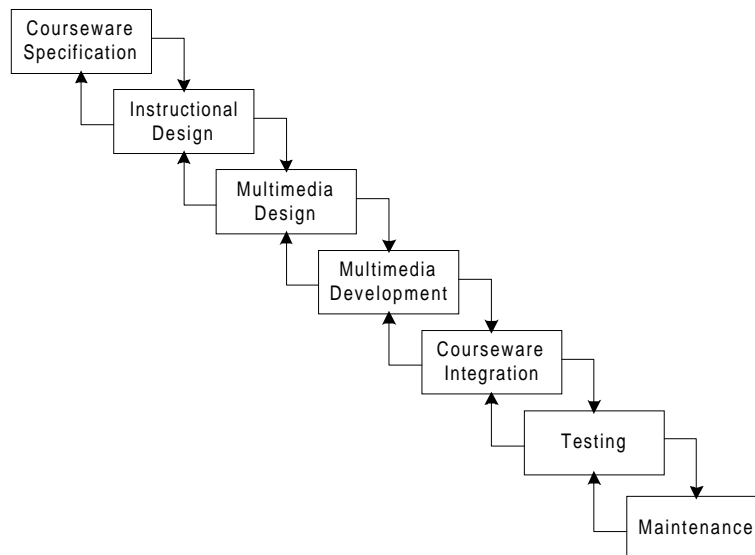 Courseware
Specification
Instructional
Design
Multimedia
Design
Multimedia
Development
Courseware
Integration
Testing
Maintenance